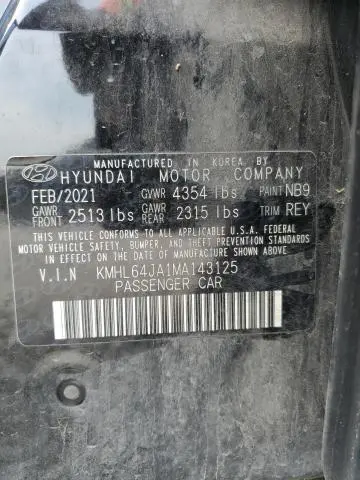 MANUFACTURED IN KOREA BY
HYUNDAI MOTOR COMPANY
FEB/2021 GVWR 4354 lbs PAINT NB9
GAWR FRONT 2513 lbs GAWR REAR 2315 lbs TRIM REY
THIS VEHICLE CONFORMS TO ALL APPLICABLE U.S.A. FEDERAL
MOTOR VEHICLE SAFETY, BUMPER, AND THEFT PREVENTION
STANDARDS IN EFFECT ON THE DATE OF
MANUFACTURE SHOWN ABOVE.
V.I.N KMHL64JA1MA143125
PASSENGER CAR